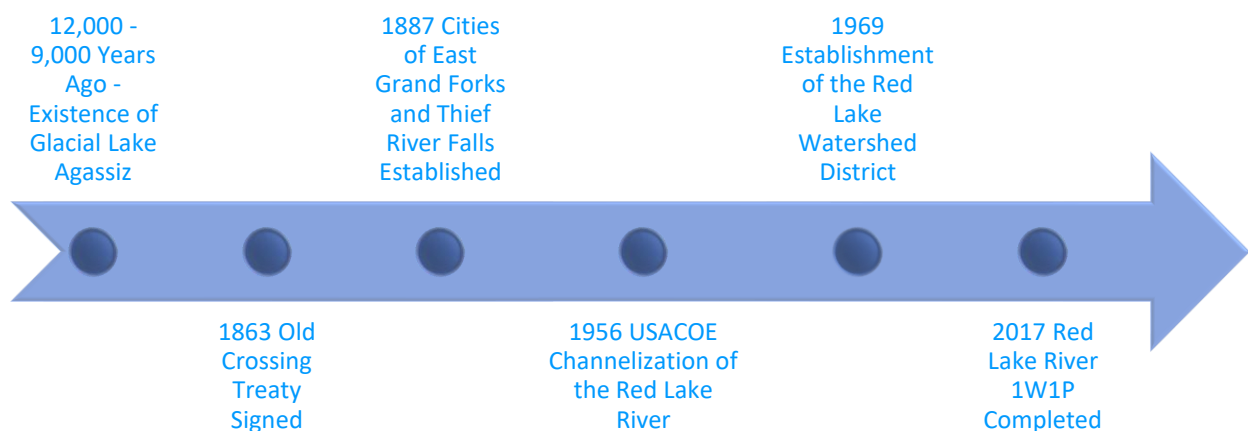 12,000 -
9,000 Years
Ago -
Existence of
Glacial Lake
Agassiz
1863 Old
Crossing
Treaty
Signed
1887 Cities
of East
Grand Forks
and Thief
River Falls
Established
1956 USACOE
Channelization of
the Red Lake
River
1969
Establishment
of the Red
Lake
Watershed
District
2017 Red
Lake River
1W1P
Completed